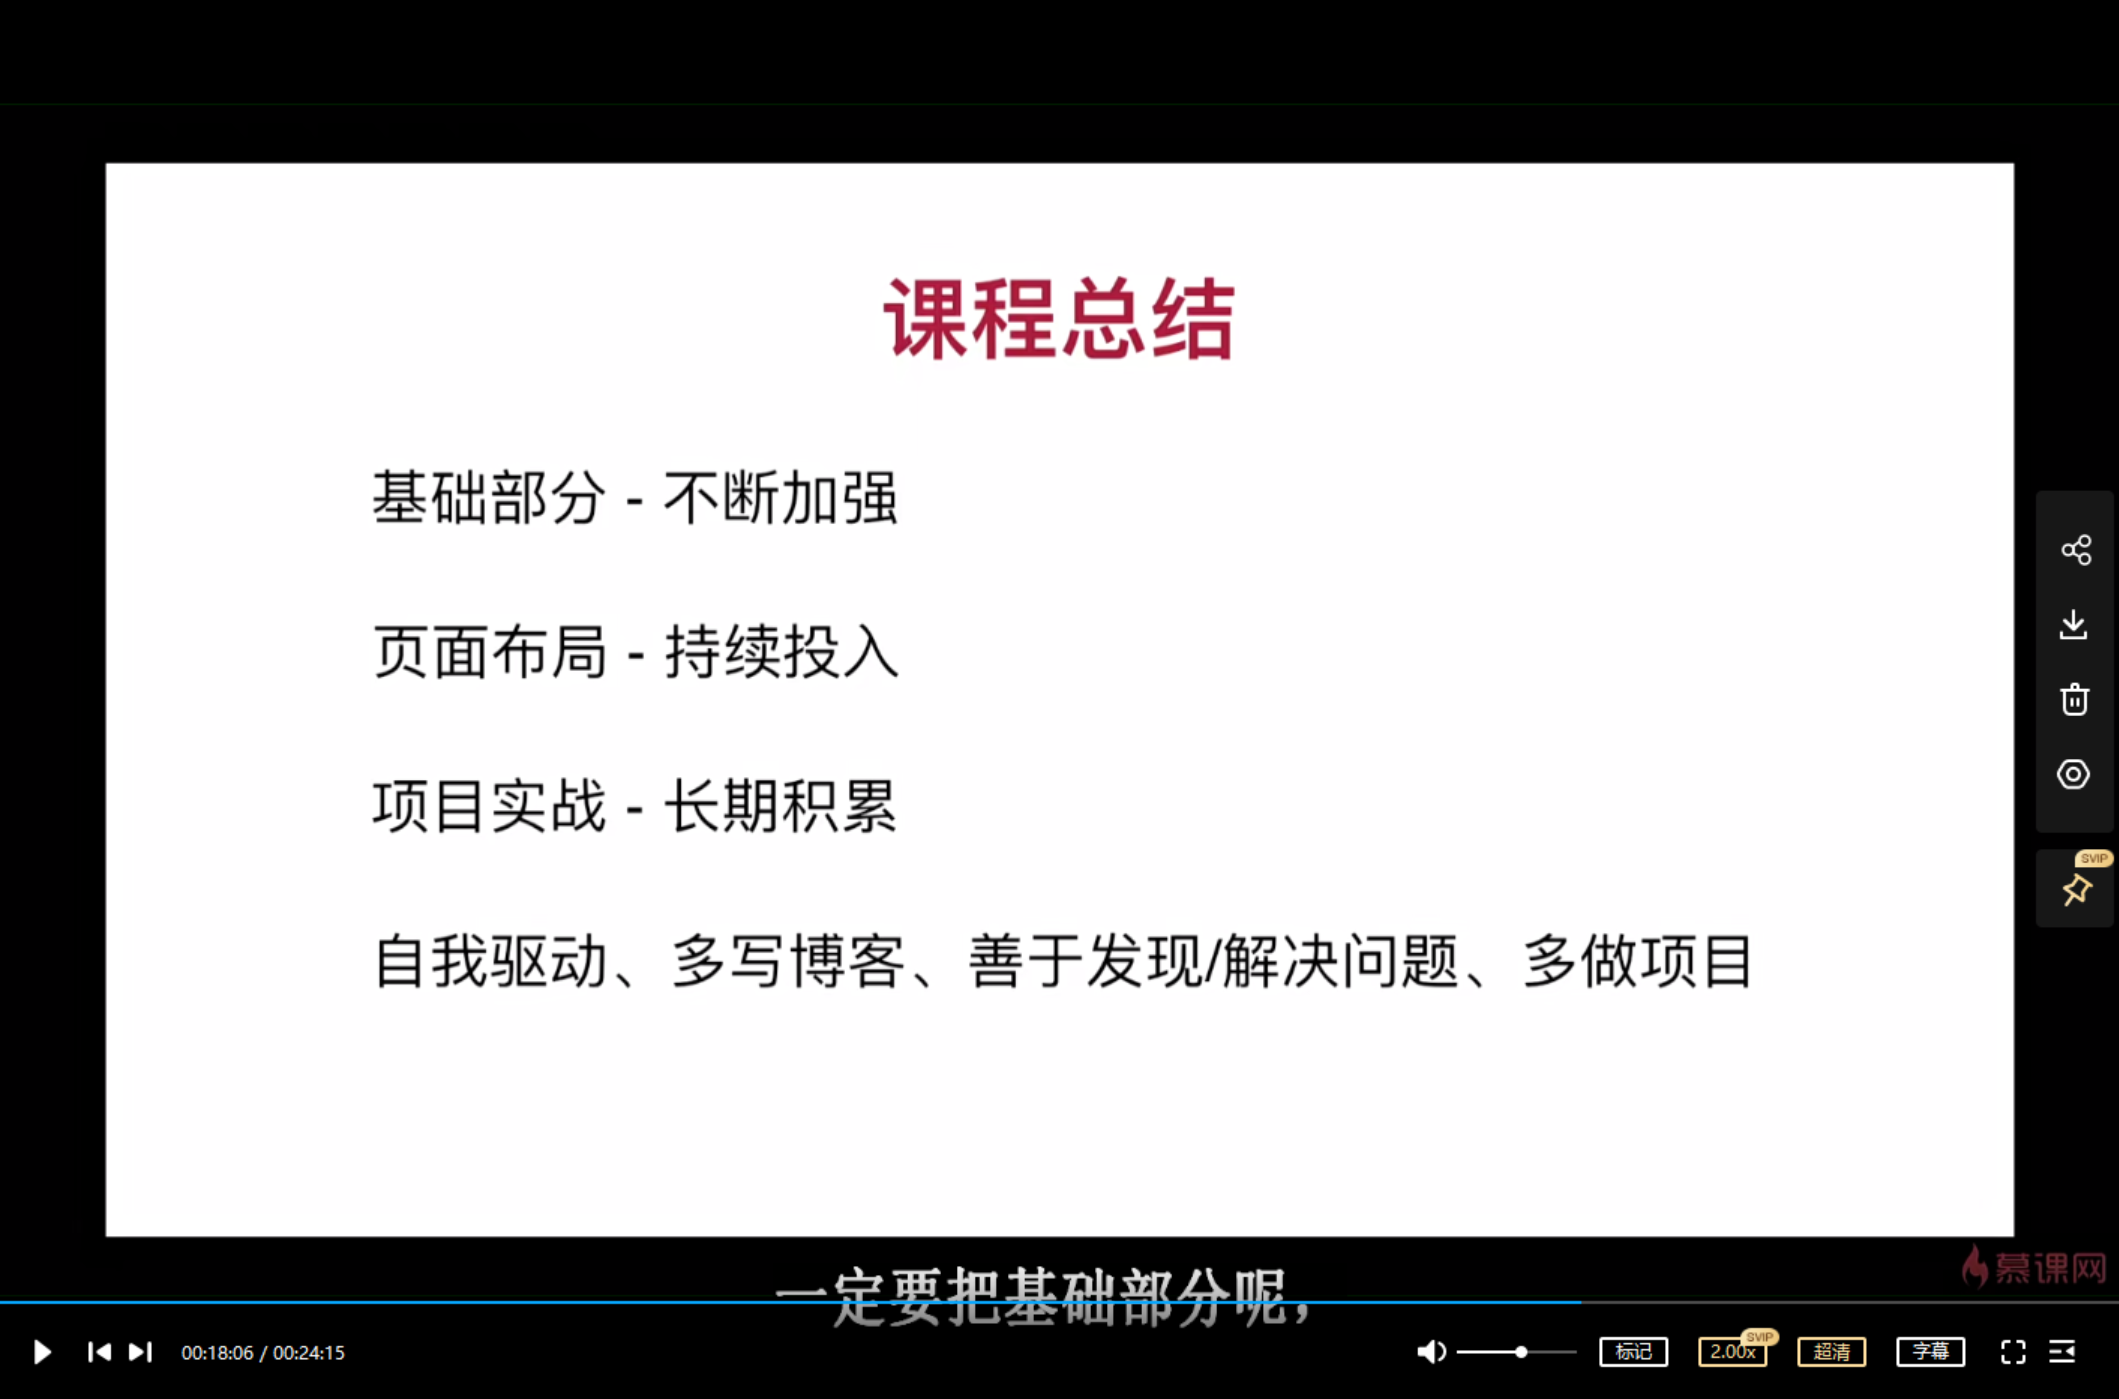 课程总结
基础部分 - 不断加强
页面布局 - 持续投入
项目实战 - 长期积累
自我驱动、多写博客、善于发现/解决问题、多做项目
SVIP
慕课网
一定要把基础部分呢，
00:18:06 / 00:24:15
标记
SVIP
2.00x
超清
字幕